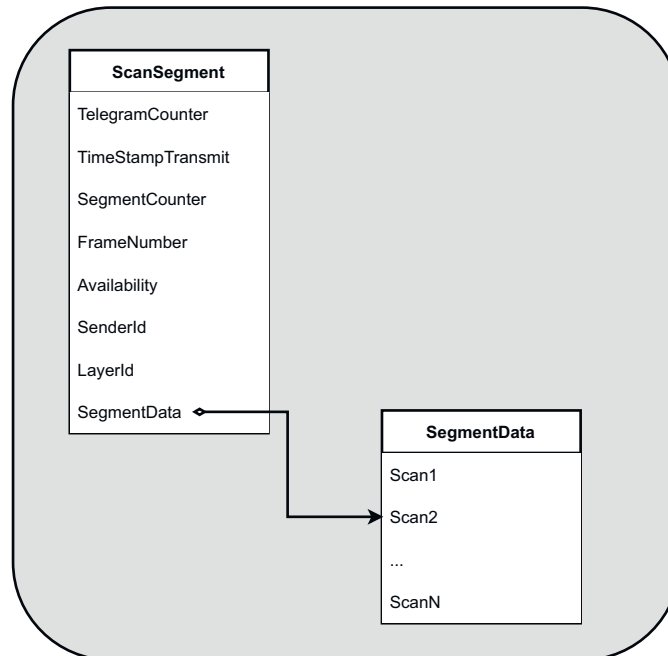 ScanSegment
TelegramCounter
TimeStampTransmit
SegmentCounter
FrameNumber
Availability
SenderId
LayerId
SegmentData
SegmentData
Scan1
Scan2
...
ScanN